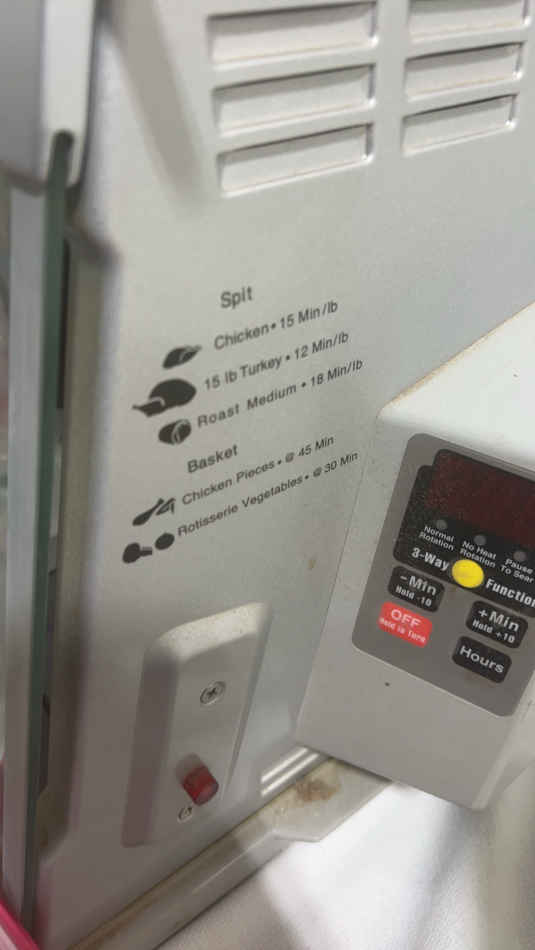 Spit
Chicken • 15 Min/lb
15 lb Turkey • 12 Min/lb
Roast Medium • 18 Min/lb
Basket
Chicken Pieces • @ 45 Min
Rotisserie Vegetables • @ 30 Min
Normal Rotation
No Heat Rotation
Pause To Sear
3-Way Function
-Min
Hold -10
+Min
Hold +10
OFF
Hold is Turn
Hours